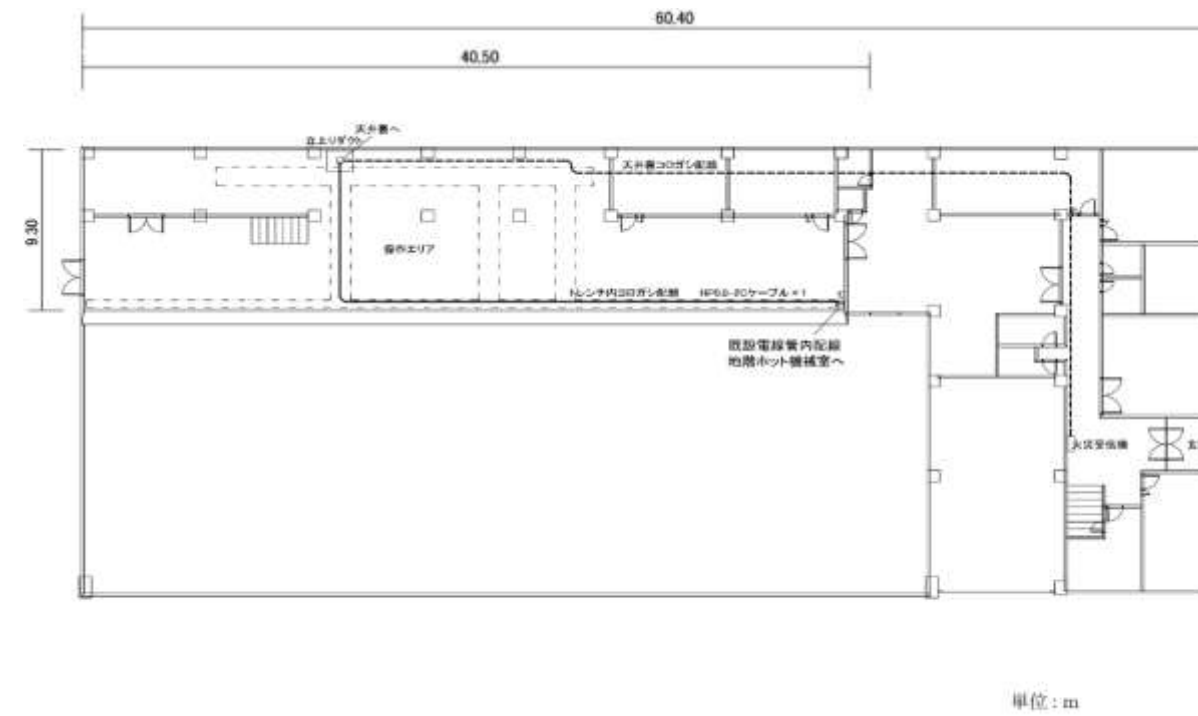 60.40
40.50
天井裏へ
立上りダクト
天井裏コロガシ配線
9.30
操作エリア
トレンチ内コロガシ配線
既設電線管内配線
地階ホット機械室へ
火災受信機
単位:m